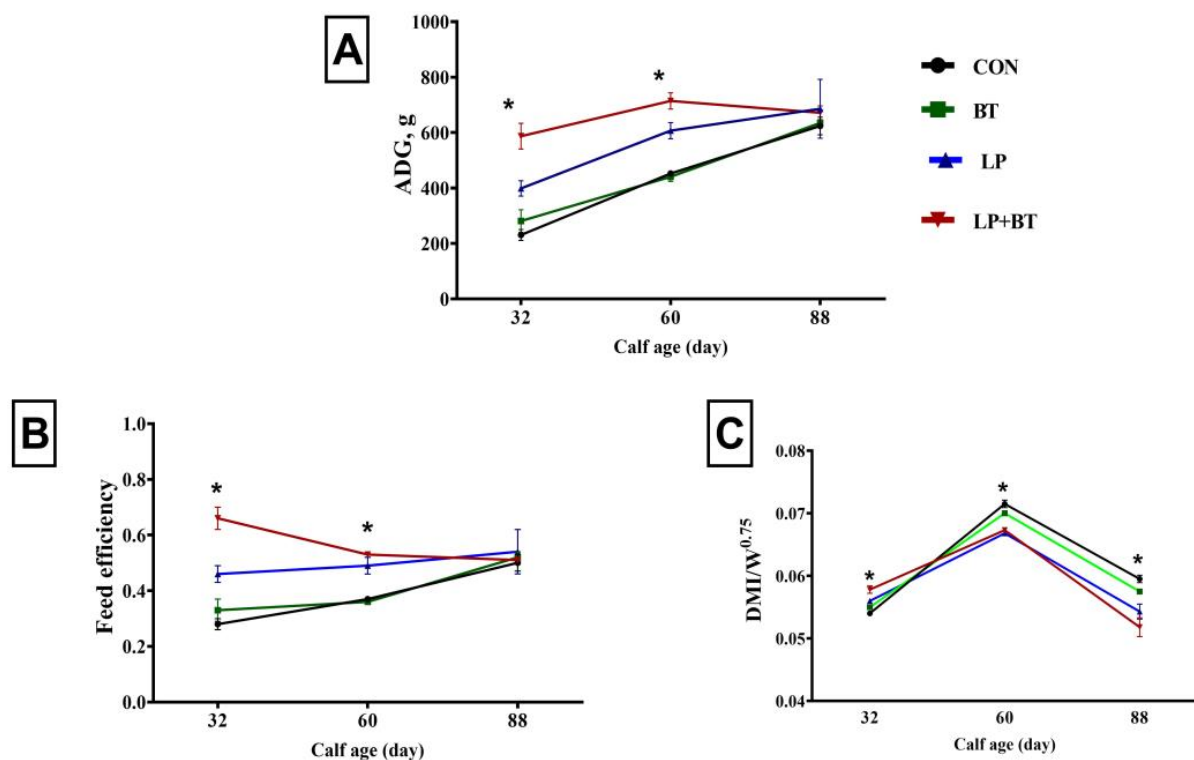 A
1000
800
600
400
200
0
ADG, g
*
*
32
60
88
Calf age (day)
CON
BT
LP
LP+BT
B
1.0
0.8
0.6
0.4
0.2
0.0
Feed efficiency
*
*
32
60
88
Calf age (day)
C
0.08
0.07
0.06
0.05
0.04
DMI/W0.75
*
*
*
32
60
88
Calf age (day)